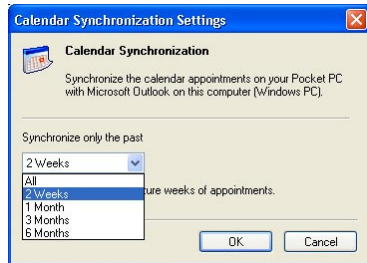 Calendar Synchronization Settings
Calendar Synchronization
Synchronize the calendar appointments on your Pocket PC
with Microsoft Outlook on this computer (Windows PC).
Synchronize only the past
2 Weeks
All
2 Weeks
ure weeks of appointments.
1 Month
3 Months
6 Months
OK
Cancel